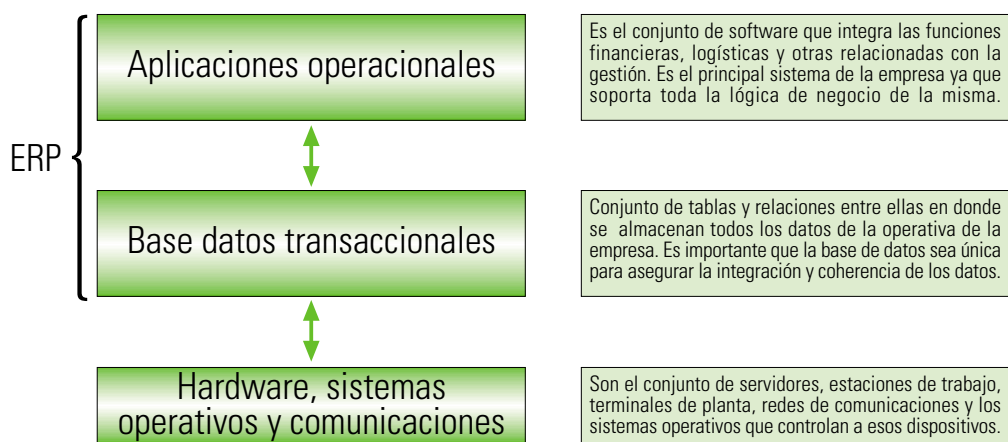 Aplicaciones operacionales
Es el conjunto de software que integra las funciones
financieras, logísticas y otras relacionadas con la
gestión. Es el principal sistema de la empresa ya que
soporta toda la lógica de negocio de la misma.
ERP
Base datos transaccionales
Conjunto de tablas y relaciones entre ellas en donde
se almacenan todos los datos de la operativa de la
empresa. Es importante que la base de datos sea única
para asegurar la integración y coherencia de los datos.
Hardware, sistemas
operativos y comunicaciones
Son el conjunto de servidores, estaciones de trabajo,
terminales de planta, redes de comunicaciones y los
sistemas operativos que controlan a esos dispositivos.